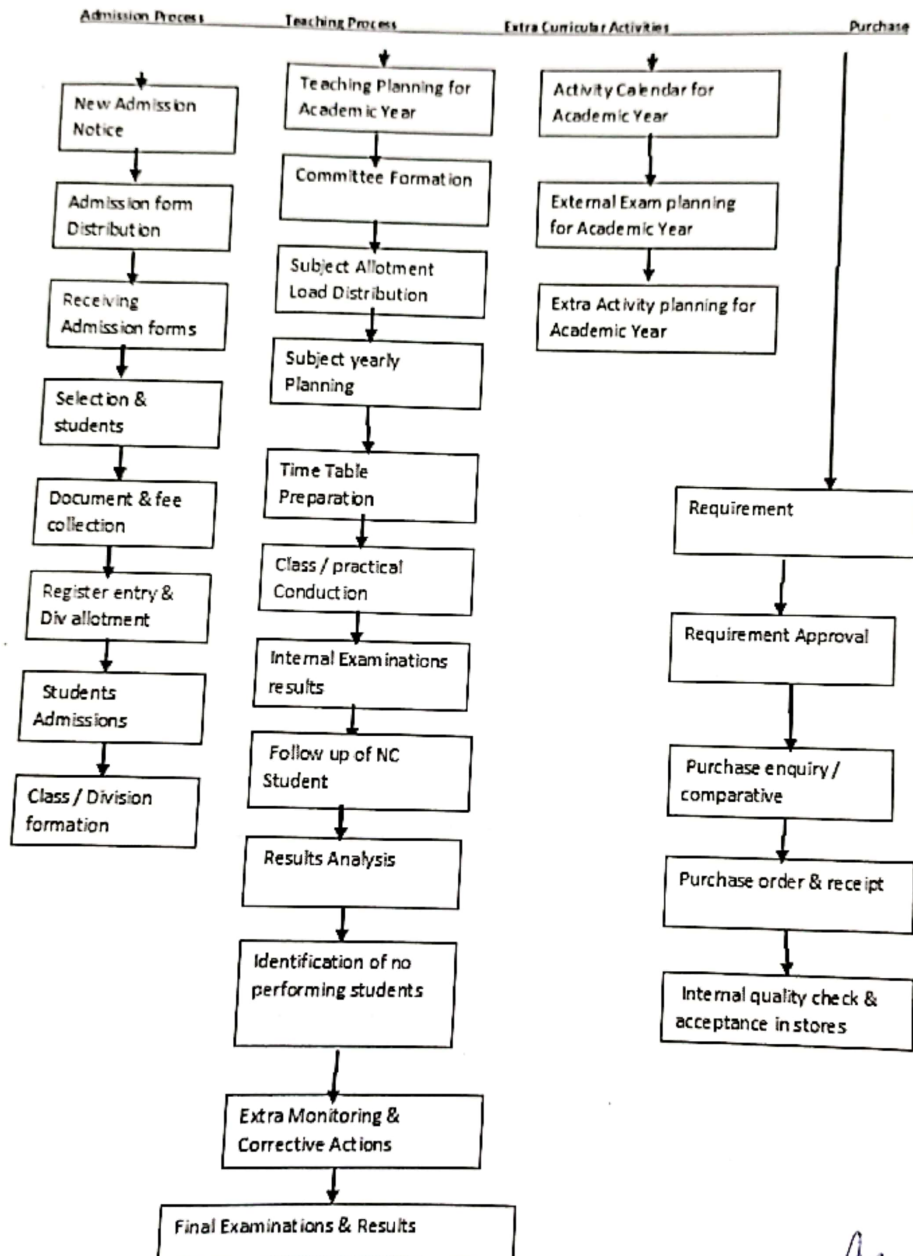 Admission Process
Teaching Process
Extra Curricular Activities
Purchase
New Admission
Notice
Admission form
Distribution
Receiving
Admission forms
Selection &
students
Document & fee
collection
Register entry &
Div allotment
Students
Admissions
Class / Division
formation
Teaching Planning for
Academic Year
Committee Formation
Subject Allotment
Load Distribution
Subject yearly
Planning
Time Table
Preparation
Class / practical
Conduction
Internal Examinations
results
Follow up of NC
Student
Results Analysis
Identification of no
performing students
Extra Monitoring &
Corrective Actions
Final Examinations & Results
Activity Calendar for
Academic Year
External Exam planning
for Academic Year
Extra Activity planning for
Academic Year
Requirement
Requirement Approval
Purchase enquiry /
comparative
Purchase order & receipt
Internal quality check &
acceptance in stores